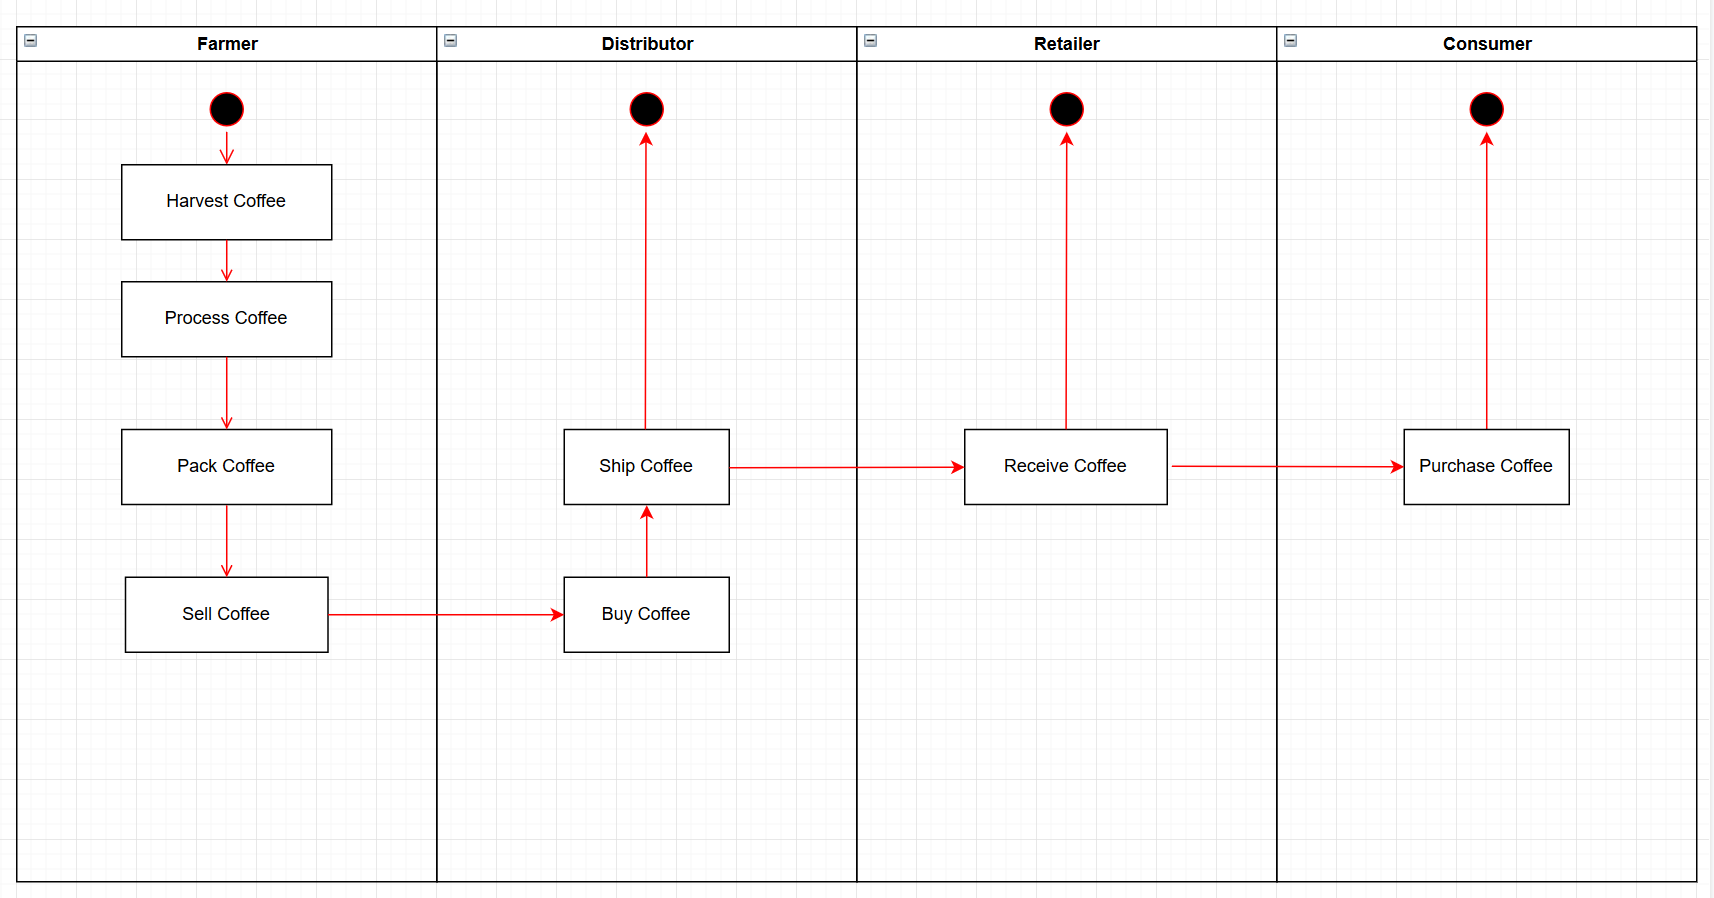 Farmer
Distributor
Retailer
Consumer
Harvest Coffee
Process Coffee
Pack Coffee
Ship Coffee
Receive Coffee
Purchase Coffee
Sell Coffee
Buy Coffee